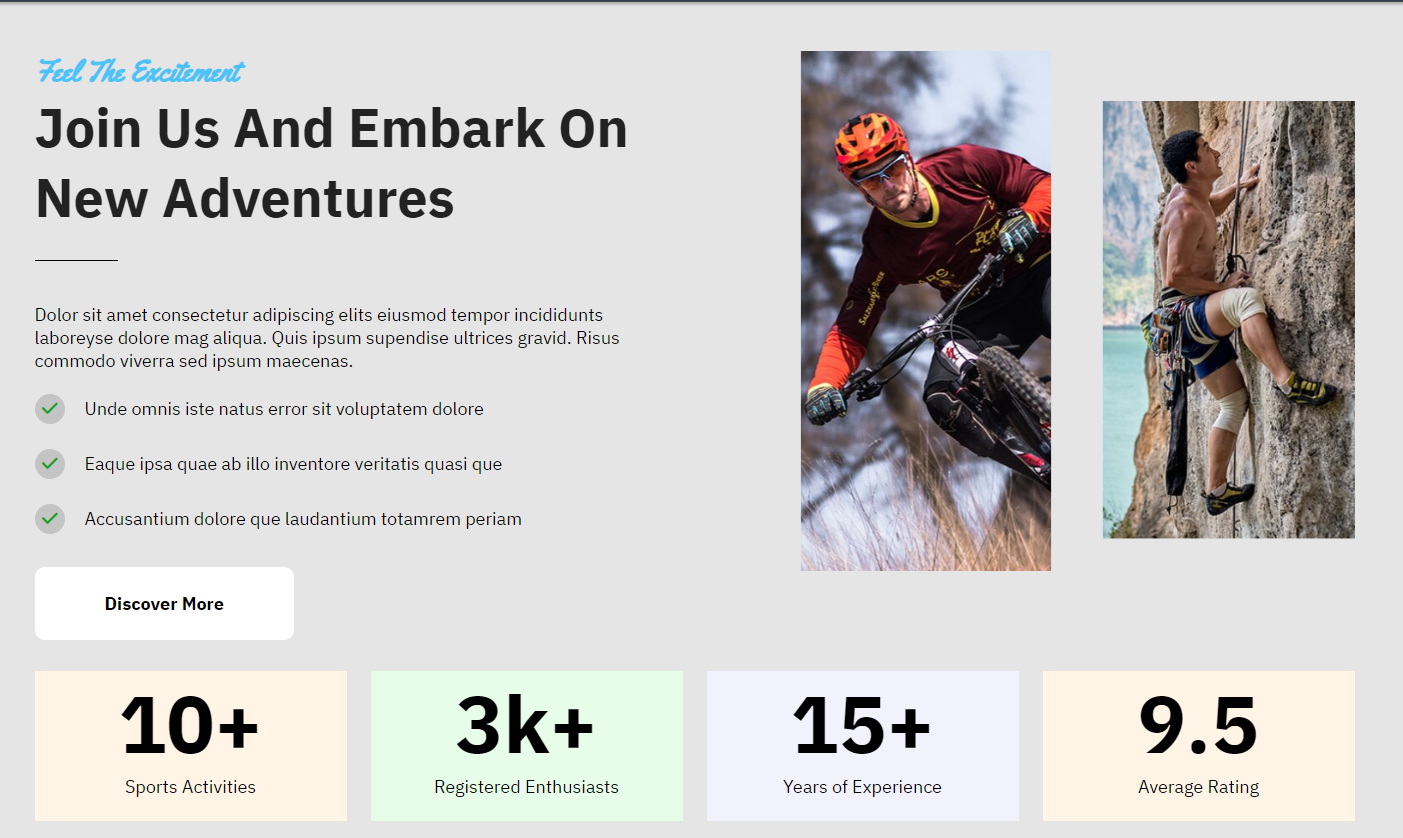 Feel The Excitement
Join Us And Embark On
New Adventures
Dolor sit amet consectetur adipiscing elits eiusmod tempor incididunts
laboreyse dolore mag aliqua. Quis ipsum supendise ultrices gravid. Risus
commodo viverra sed ipsum maecenas.
Unde omnis iste natus error sit voluptatem dolore
Eaque ipsa quae ab illo inventore veritatis quasi que
Accusantium dolore que laudantium totamrem periam
Discover More
10+
Sports Activities
3k+
Registered Enthusiasts
15+
Years of Experience
9.5
Average Rating